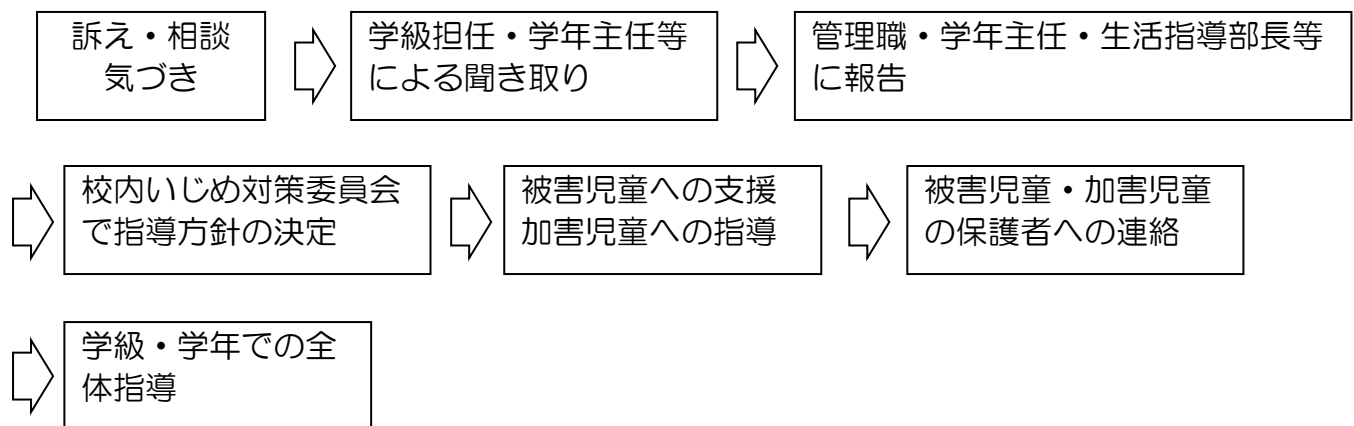 訴え・相談
気づき
学級担任・学年主任等
による聞き取り
管理職・学年主任・生活指導部長等
に報告
校内いじめ対策委員会
で指導方針の決定
被害児童への支援
加害児童への指導
被害児童・加害児童
の保護者への連絡
学級・学年での全
体指導